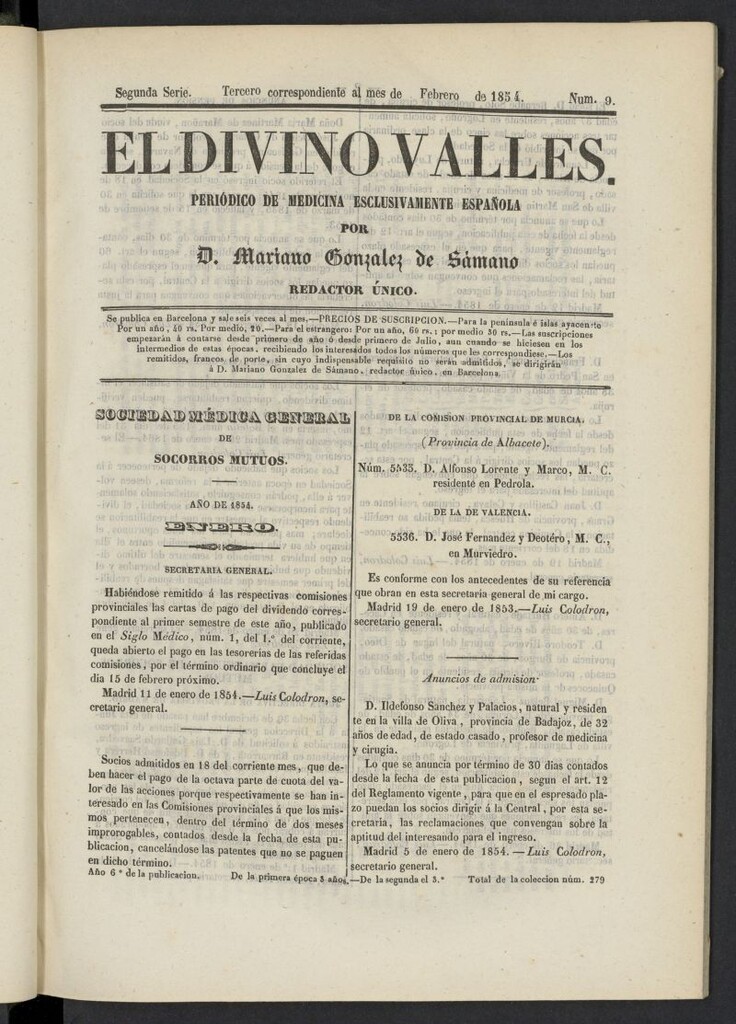 Segunda Serie. Tercero correspondiente al mes de Febrero de 1854. Num. 9.
EL DIVINO VALLES.
PERIÓDICO DE MEDICINA ESCLUSIVAMENTE ESPAÑOLA
POR
D. Mariano Gonzalez de Sámano
REDACTOR ÚNICO.
Se publica en Barcelona y sale seis veces al mes.—PRECIOS DE SUSCRIPCION.—Para la península é islas ayacento
Por un año, 40 rs. Por medio, 20.—Para el estrangero: Por un año, 60 rs.; por medio 30 rs.—Las suscripciones
empezarán á contarse desde primero de año ó desde primero de Julio, aun cuando se hiciesen en los
intermedios de estas épocas, recibiendo los interesados todos los números que les correspondiese.—Los
remitidos, francos de porte, sin cuyo indispensable requisito no serán admitidos, se dirigirán
á D. Mariano Gonzalez de Sámano, redactor único, en Barcelona.
SOCIEDAD MÉDICA GENERAL
DE
SOCORROS MUTUOS.
AÑO DE 1854.
ENERO.
SECRETARIA GENERAL.
Habiéndose remitido á las respectivas comisiones
provinciales las cartas de pago del dividendo corres-
pondiente al primer semestre de este año, publicado
en el Siglo Médico, núm. 1, del 1.º del corriente,
queda abierto el pago en las tesorerias de las referidas
comisiones, por el término ordinario que concluye el
dia 15 de febrero próximo.
Madrid 11 de enero de 1854.—Luis Colodron, se-
cretario general.
Socios admitidos en 18 del corriente mes, que de-
ben hacer el pago de la octava parte de cuota del va-
lor de las acciones porque respectivamente se han in-
teresado en las Comisiones provinciales á que los mis-
mos pertenecen, dentro del término de dos meses
improrogables, contados desde la fecha de esta pu-
blicacion, cancelándose las patentes que no se paguen
en dicho término.
DE LA COMISION PROVINCIAL DE MURCIA.
(Provincia de Albacete).
Núm. 5535. D. Alfonso Lorente y Marco, M. C.
residente en Pedrola.
DE LA DE VALENCIA.
5536. D. José Fernandez y Deotéro, M. C.,
en Murviedro.
Es conforme con los antecedentes de su referencia
que obran en esta secretaria general de mi cargo.
Madrid 19 de enero de 1853.—Luis Colodron,
secretario general.
Anuncios de admision
D. Ildefonso Sanchez y Palacios, natural y residen
te en la villa de Oliva, provincia de Badajoz, de 32
años de edad, de estado casado, profesor de medicina
y cirugia.
Lo que se anuncia por término de 30 dias contados
desde la fecha de esta publicacion, segun el art. 12
del Reglamento vigente, para que en el espresado pla-
zo puedan los socios dirigir á la Central, por esta se-
cretaria, las reclamaciones que convengan sobre la
aptitud del interesando para el ingreso.
Madrid 5 de enero de 1854.—Luis Colodron,
secretario general.
Año 6º de la publicacion. De la primera época 3 años.—De la segunda el 3.º Total de la coleccion núm. 279